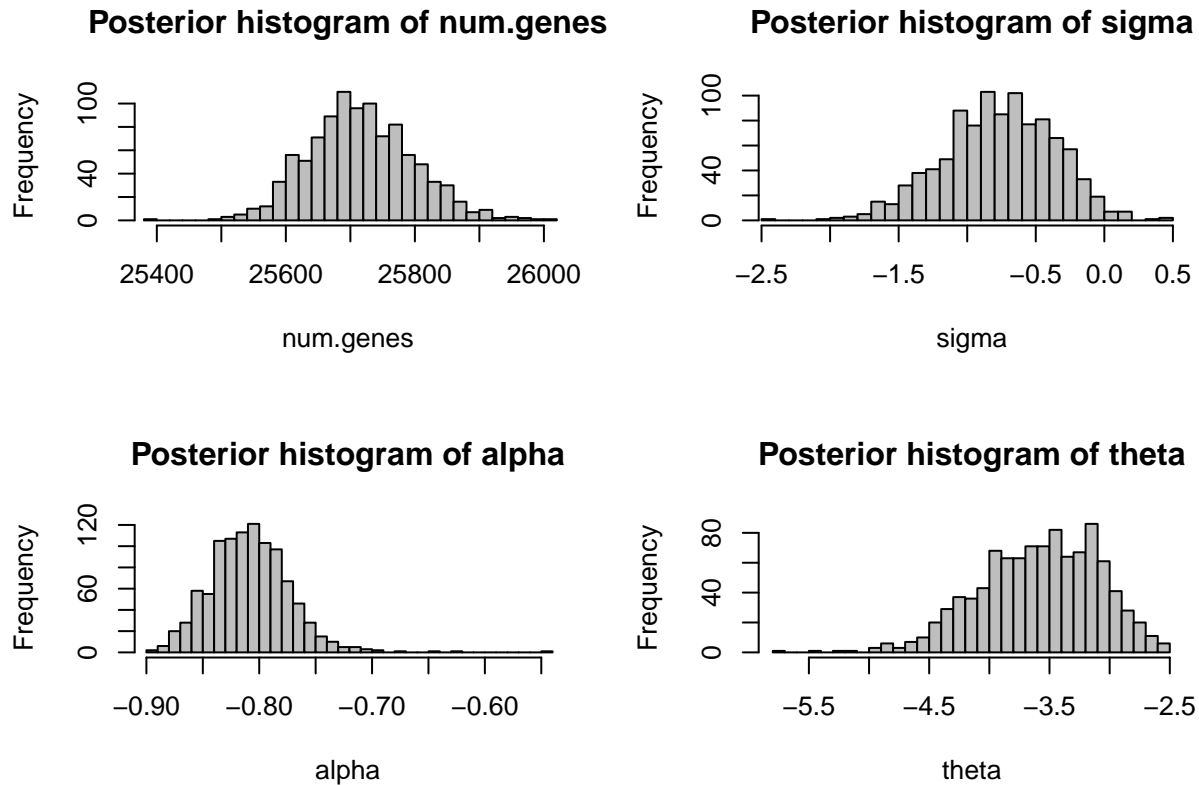 Posterior histogram of num.genes
Frequency
0 40 100
25400 25600 25800 26000
num.genes
Posterior histogram of sigma
Frequency
0 40 100
−2.5 −1.5 −0.5 0.0 0.5
sigma
Posterior histogram of alpha
Frequency
0 60 120
−0.90 −0.80 −0.70 −0.60
alpha
Posterior histogram of theta
Frequency
0 40 80
−5.5 −4.5 −3.5 −2.5
theta